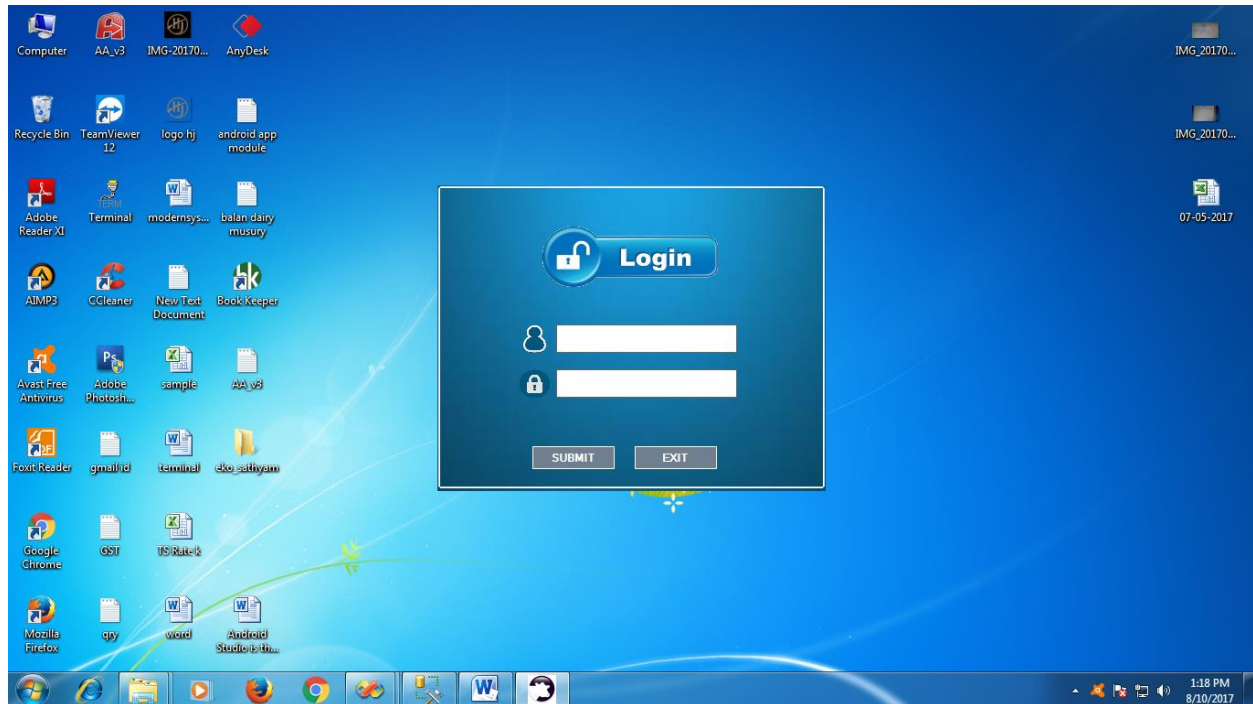 Computer
AA_v3
IMG-20170...
AnyDesk
IMG_20170...
Recycle Bin
TeamViewer
12
logo hj
android app
module
IMG_20170...
Adobe
Reader XI
TERM
Terminal
modernsys...
balan dairy
musury
07-05-2017
Login
AIMP3
CCleaner
New Text
Document
Book Keeper
Avast Free
Antivirus
Adobe
Photosh...
sample
AA_v3
Foxit Reader
gmail id
terminal
eko_sathyam
SUBMIT
EXIT
Google
Chrome
GST
TS Rate k
Mozilla
Firefox
qry
word
Android
Studio is th...
1:18 PM
8/10/2017